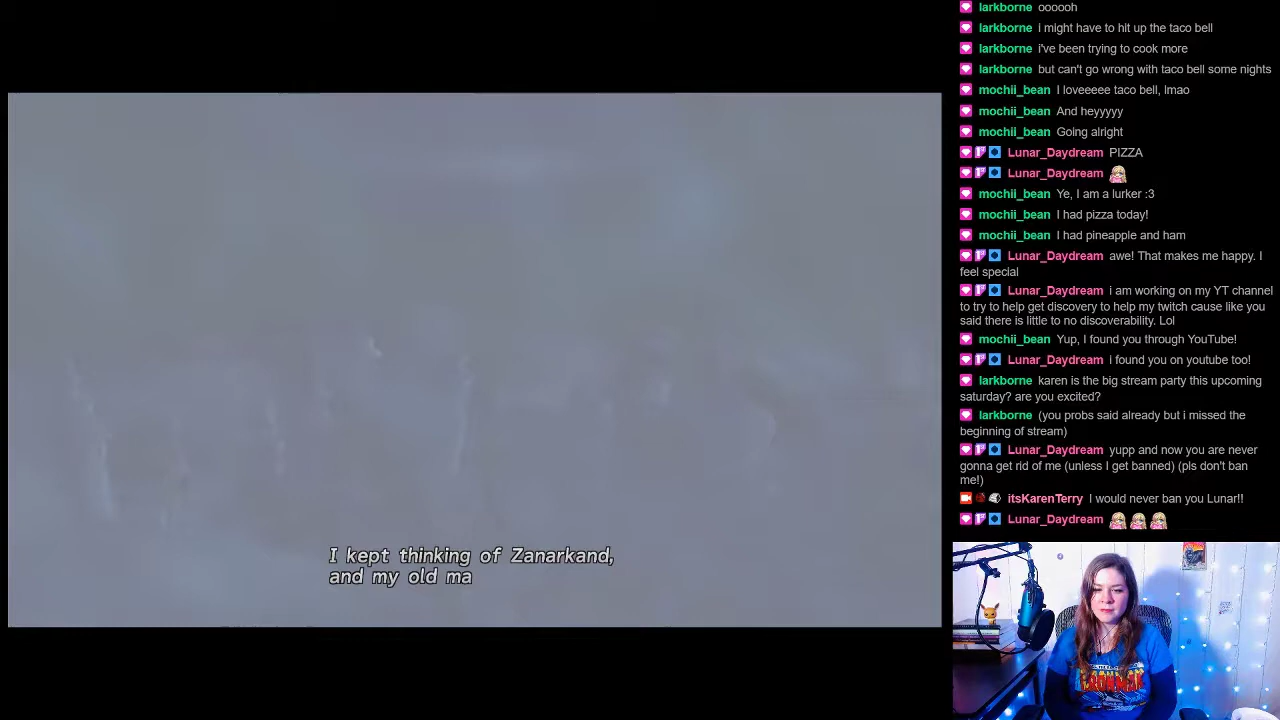 larkborne oooooh
larkborne i might have to hit up the taco bell
larkborne i've been trying to cook more
larkborne but can't go wrong with taco bell some nights
mochii_bean I loveeeee taco bell, lmao
mochii_bean And heyyyyy
mochii_bean Going alright
Lunar_Daydream PIZZA
Lunar_Daydream
mochii_bean Ye, I am a lurker :3
mochii_bean I had pizza today!
mochii_bean I had pineapple and ham
Lunar_Daydream awe! That makes me happy. I
feel special
Lunar_Daydream i am working on my YT channel
to try to help get discovery to help my twitch cause like you
said there is little to no discoverability. Lol
mochii_bean Yup, I found you through YouTube!
Lunar_Daydream i found you on youtube too!
larkborne karen is the big stream party this upcoming
saturday? are you excited?
larkborne (you probs said already but i missed the
beginning of stream)
Lunar_Daydream yupp and now you are never
gonna get rid of me (unless I get banned) (pls don't ban
me!)
itsKarenTerry I would never ban you Lunar!!
Lunar_Daydream
I kept thinking of Zanarkand,
and my old ma